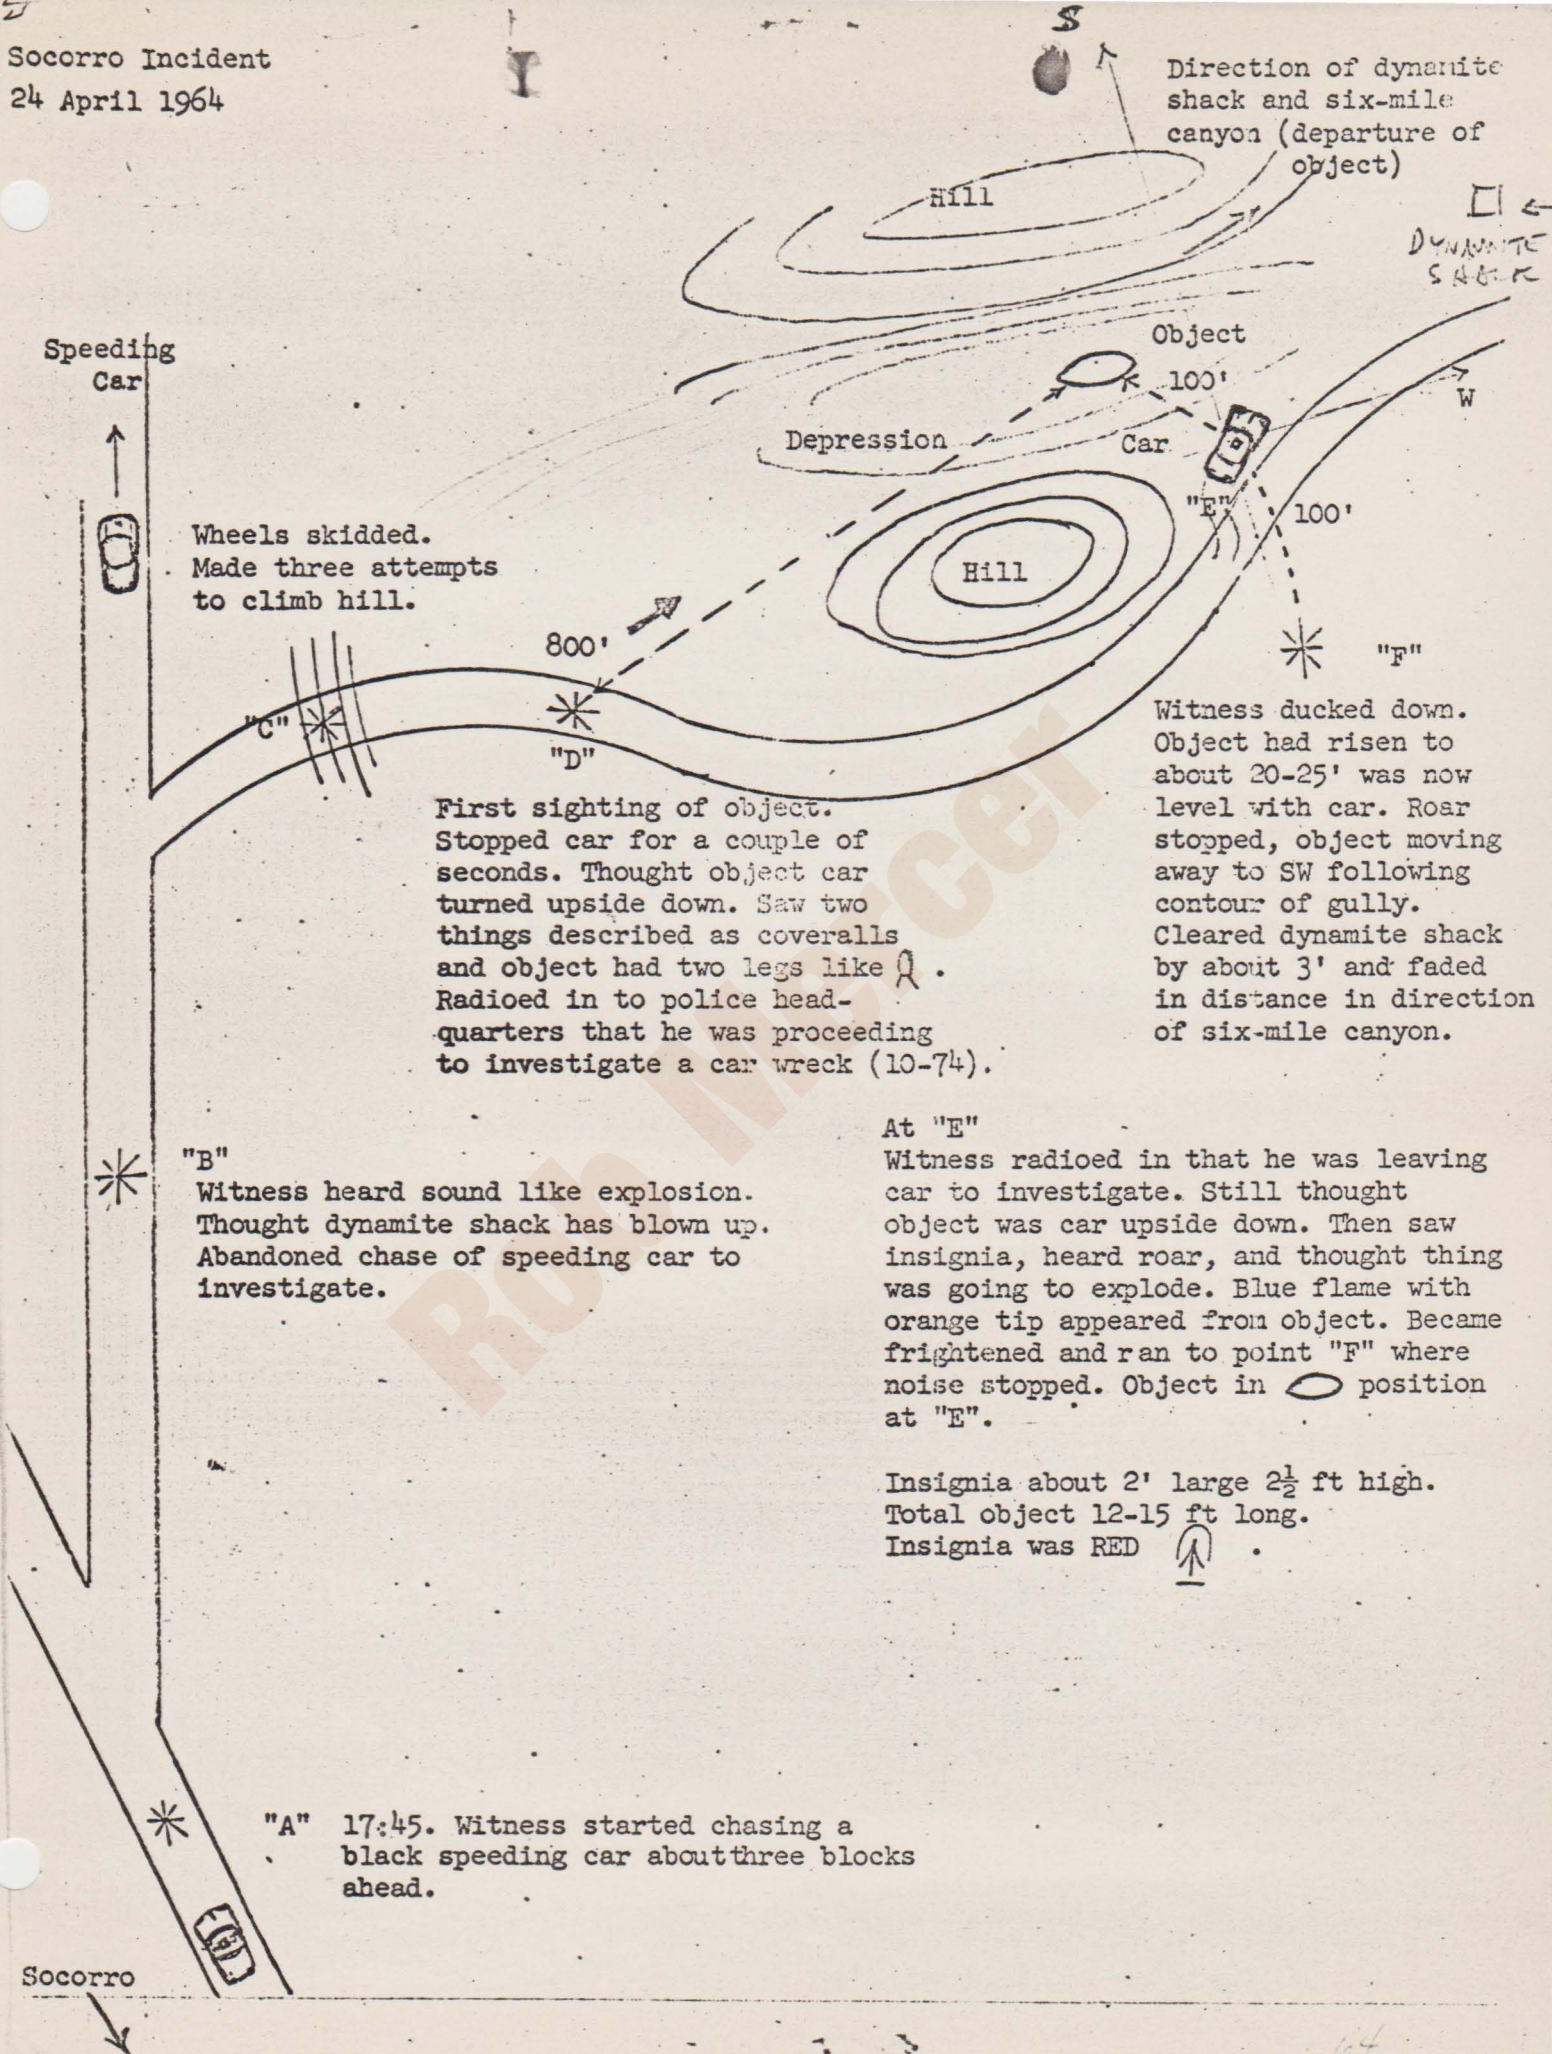 Socorro Incident
24 April 1964
S
Direction of dynamite
shack and six-mile
canyon (departure of
object)
Hill
DYNAMITE
SHACK
Object
100'
W
Speeding
Car
Depression
Car
"E"
100'
Hill
Wheels skidded.
Made three attempts
to climb hill.
800'
"C"
"D"
"F"
Witness ducked down.
Object had risen to
about 20-25' was now
level with car. Roar
stopped, object moving
away to SW following
contour of gully.
Cleared dynamite shack
by about 3' and faded
in distance in direction
of six-mile canyon.
First sighting of object.
Stopped car for a couple of
seconds. Thought object car
turned upside down. Saw two
things described as coveralls
and object had two legs like .
Radioed in to police head-
quarters that he was proceeding
to investigate a car wreck (10-74).
"B"
Witness heard sound like explosion.
Thought dynamite shack has blown up.
Abandoned chase of speeding car to
investigate.
At "E"
Witness radioed in that he was leaving
car to investigate. Still thought
object was car upside down. Then saw
insignia, heard roar, and thought thing
was going to explode. Blue flame with
orange tip appeared from object. Became
frightened and ran to point "F" where
noise stopped. Object in position
at "E".
Insignia about 2' large 2½ ft high.
Total object 12-15 ft long.
Insignia was RED .
"A" 17:45. Witness started chasing a
black speeding car about three blocks
ahead.
Socorro
Rob Mercer